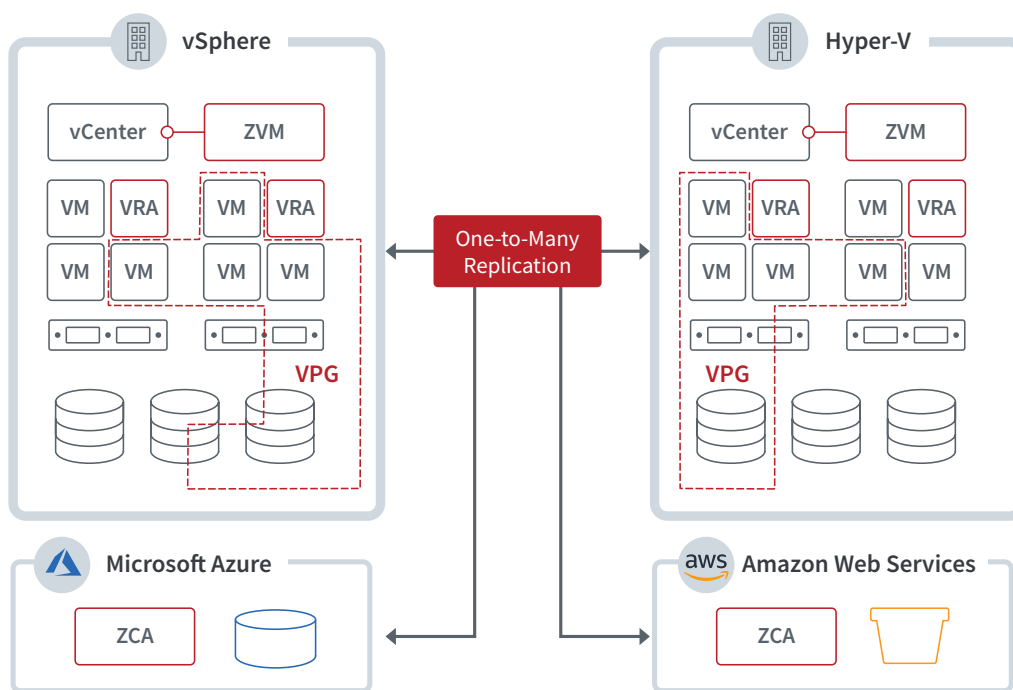 vSphere
vCenter
ZVM
VM
VRA
VM
VRA
VM
VM
VM
VM
VPG
One-to-Many
Replication
Hyper-V
vCenter
ZVM
VM
VRA
VM
VRA
VM
VM
VM
VM
VPG
Microsoft Azure
ZCA
aws
Amazon Web Services
ZCA